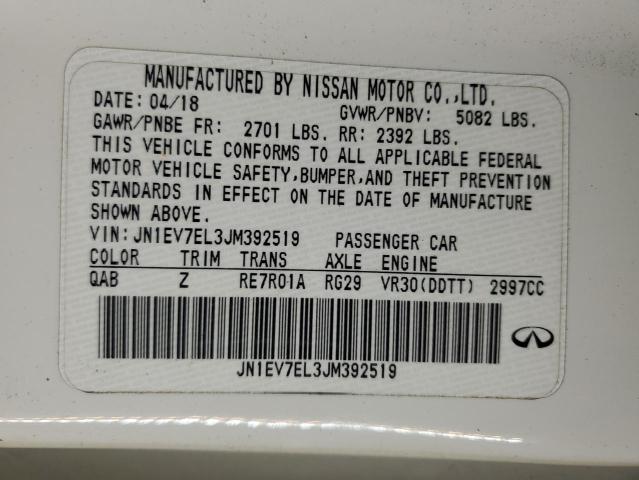 MANUFACTURED BY NISSAN MOTOR CO.,LTD.
DATE: 04/18 GVWR/PNBV: 5082 LBS.
GAWR/PNBE FR: 2701 LBS. RR: 2392 LBS.
THIS VEHICLE CONFORMS TO ALL APPLICABLE FEDERAL
MOTOR VEHICLE SAFETY,BUMPER,AND THEFT PREVENTION
STANDARDS IN EFFECT ON THE DATE OF MANUFACTURE
SHOWN ABOVE.
VIN:JN1EV7EL3JM392519 PASSENGER CAR
COLOR TRIM TRANS AXLE ENGINE
QAB Z RE7R01A RG29 VR30(DDTT) 2997CC
JN1EV7EL3JM392519